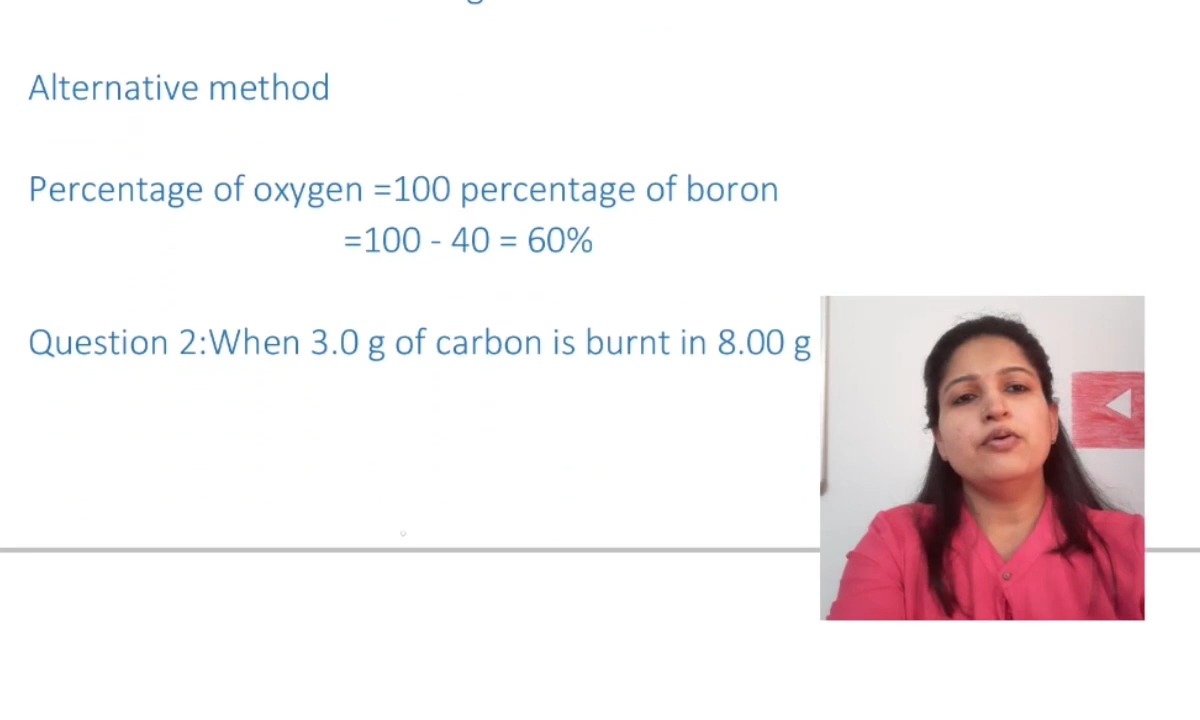 Alternative method
Percentage of oxygen =100 percentage of boron
=100 - 40 = 60%
Question 2:When 3.0 g of carbon is burnt in 8.00 g